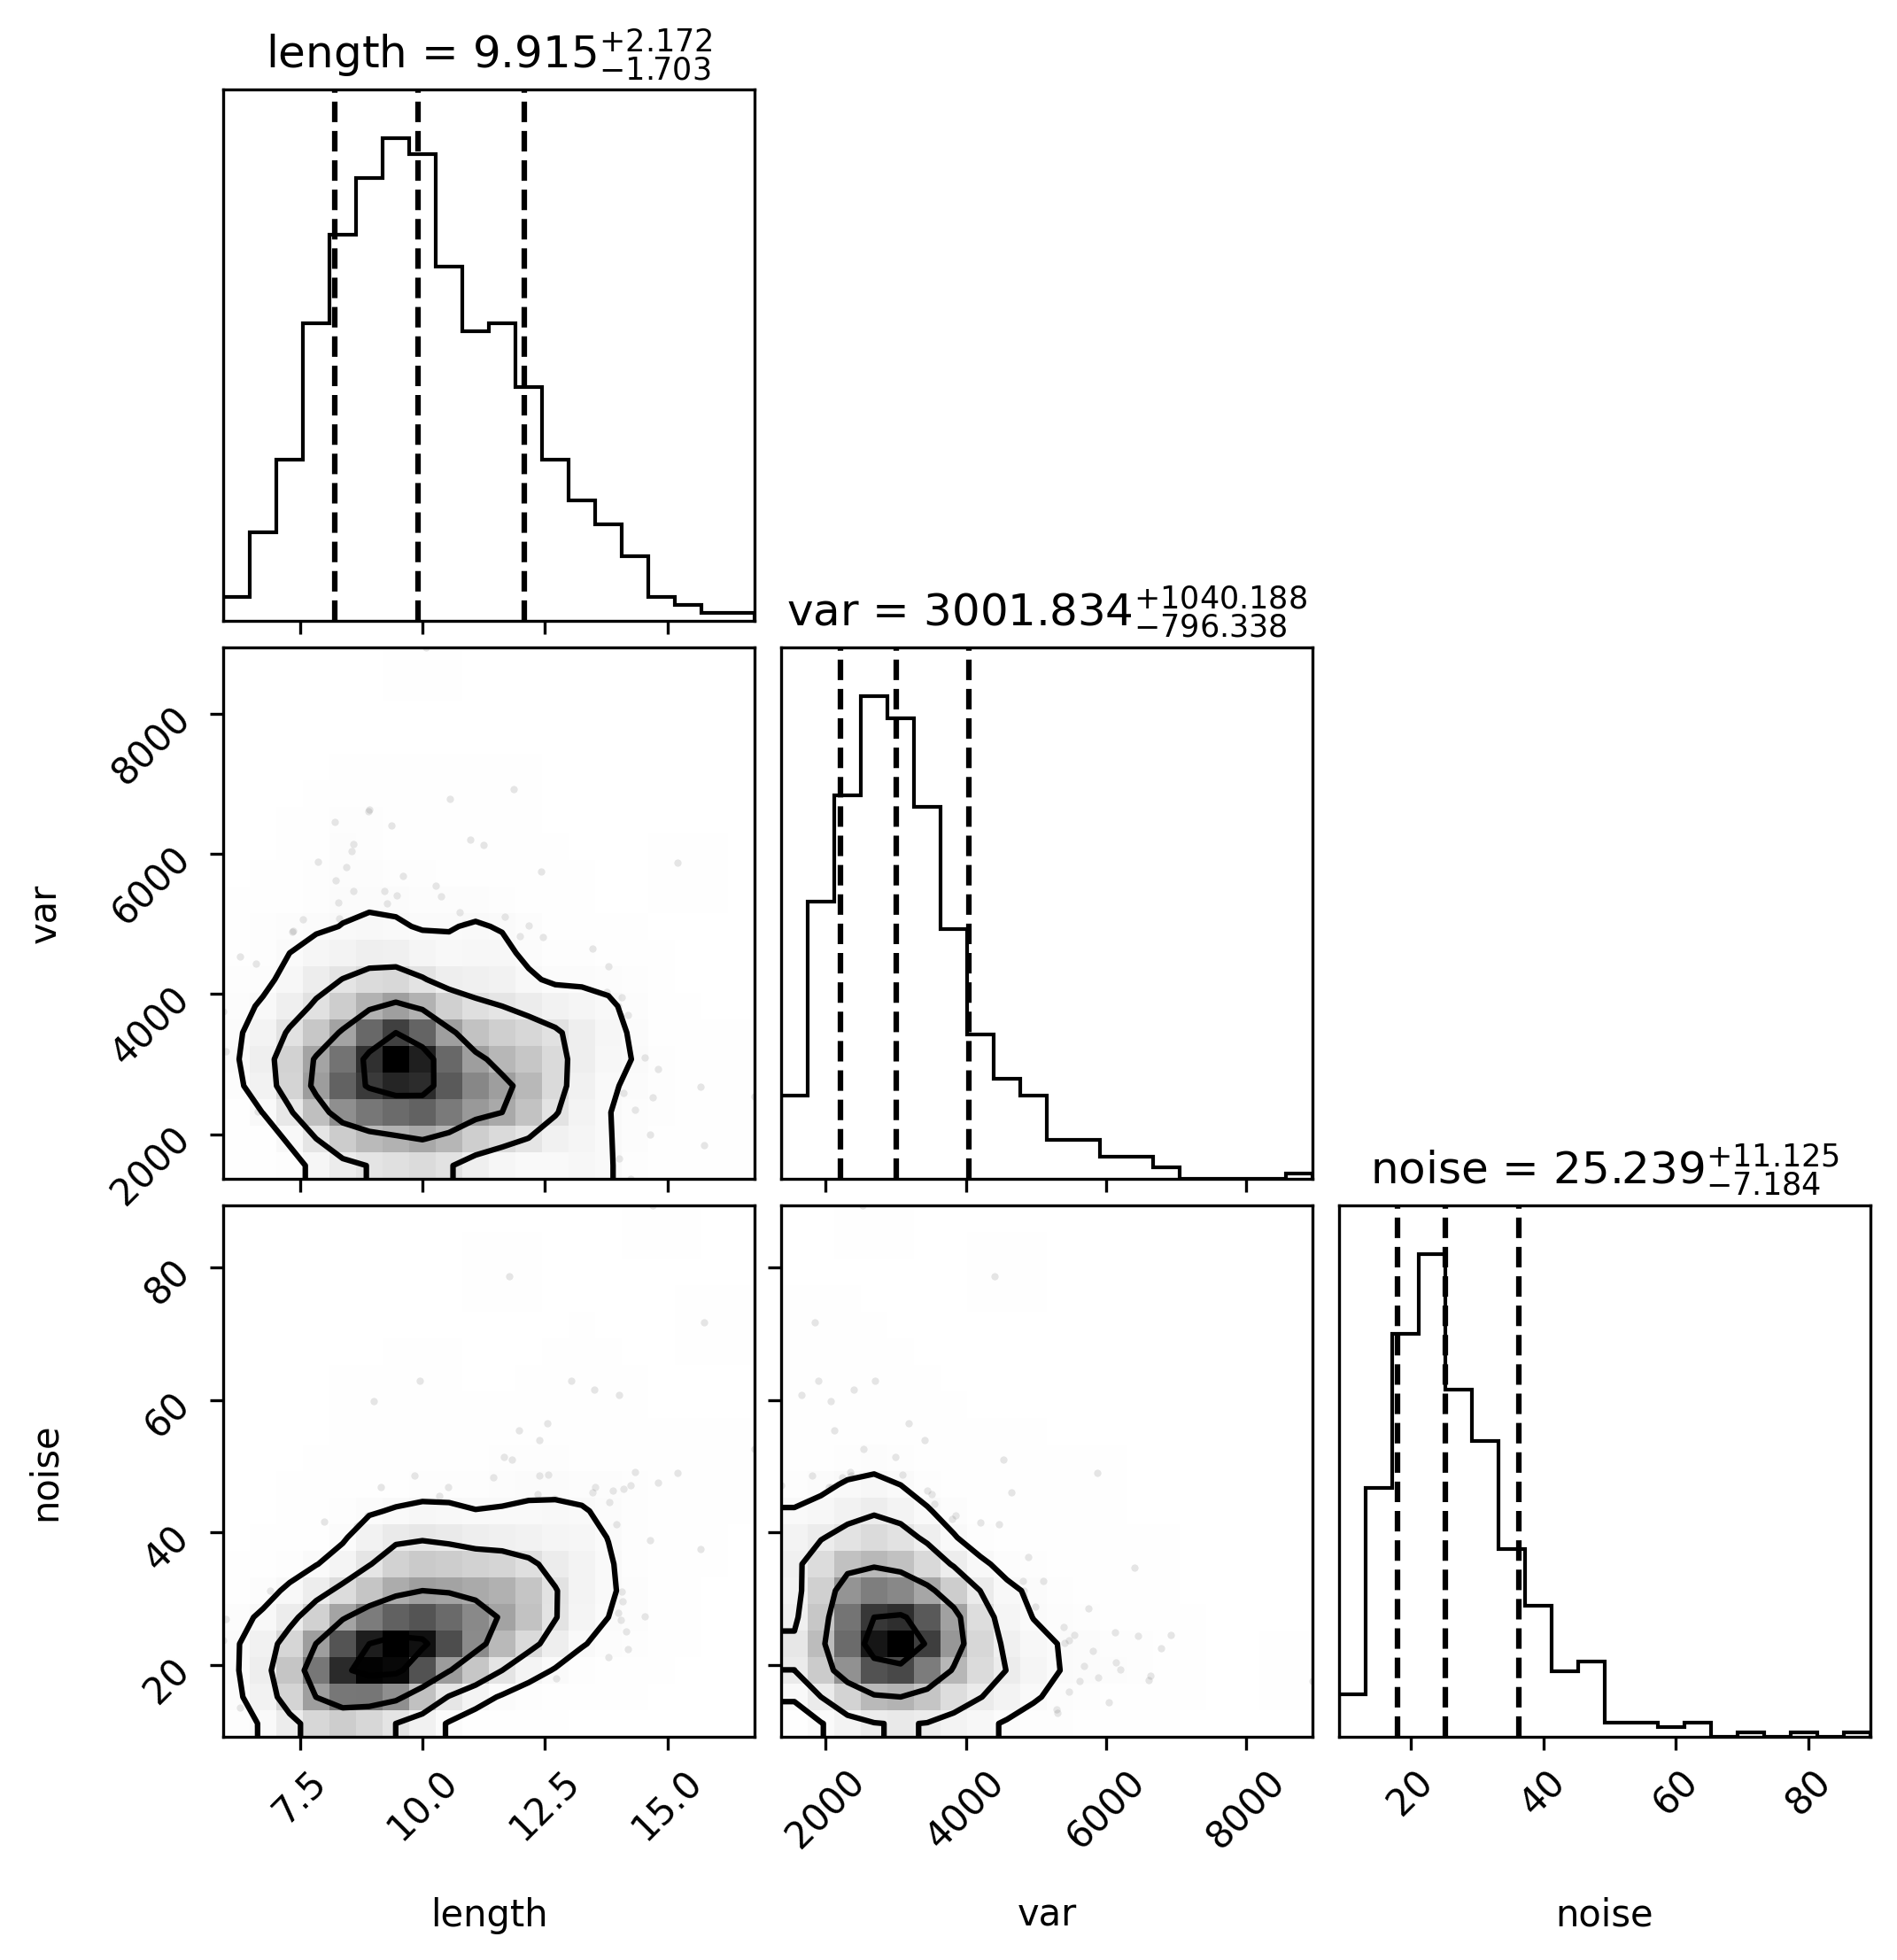 length = 9.915 +2.172 −1.703
var = 3001.834 +1040.188 −796.338
8000
6000
4000
2000
var
noise = 25.239 +11.125 −7.184
80
60
40
20
noise
7.5 10.0 12.5 15.0 2000 4000 6000 8000 20 40 60 80
length var noise